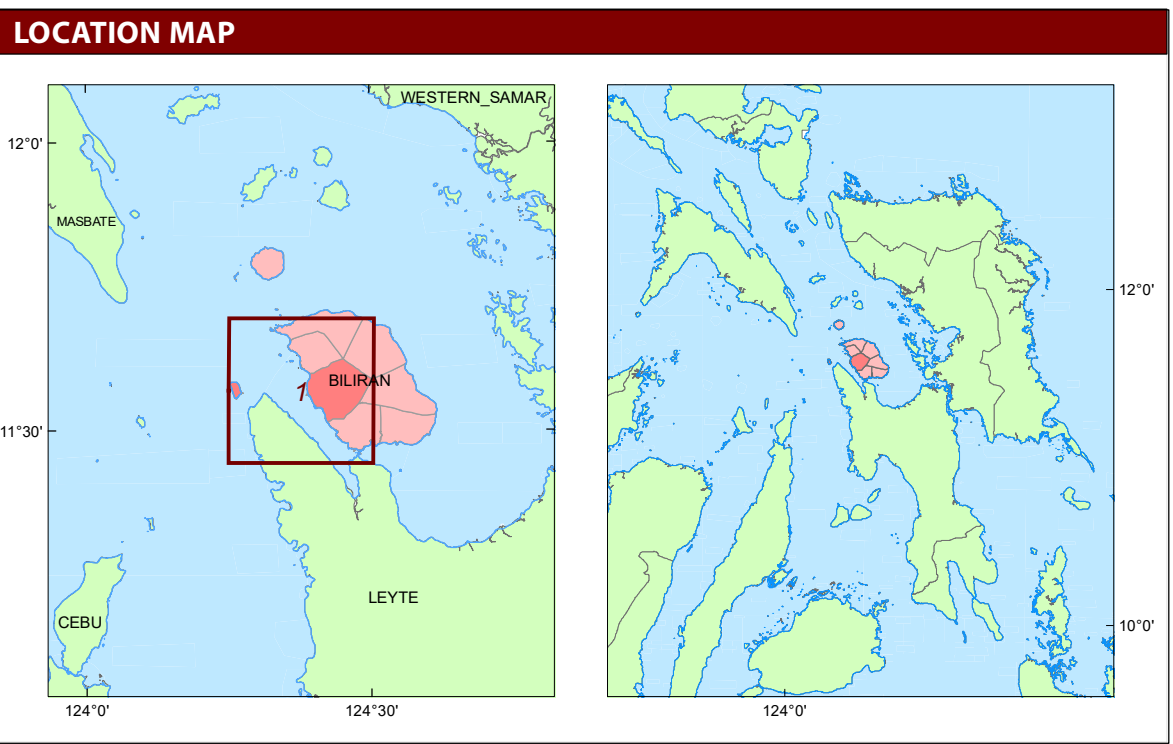 LOCATION MAP
WESTERN_SAMAR
12°0'
MASBATE
12°0'
BILIRAN
1
11°30'
LEYTE
CEBU
10°0'
124°0'
124°30'
124°0'